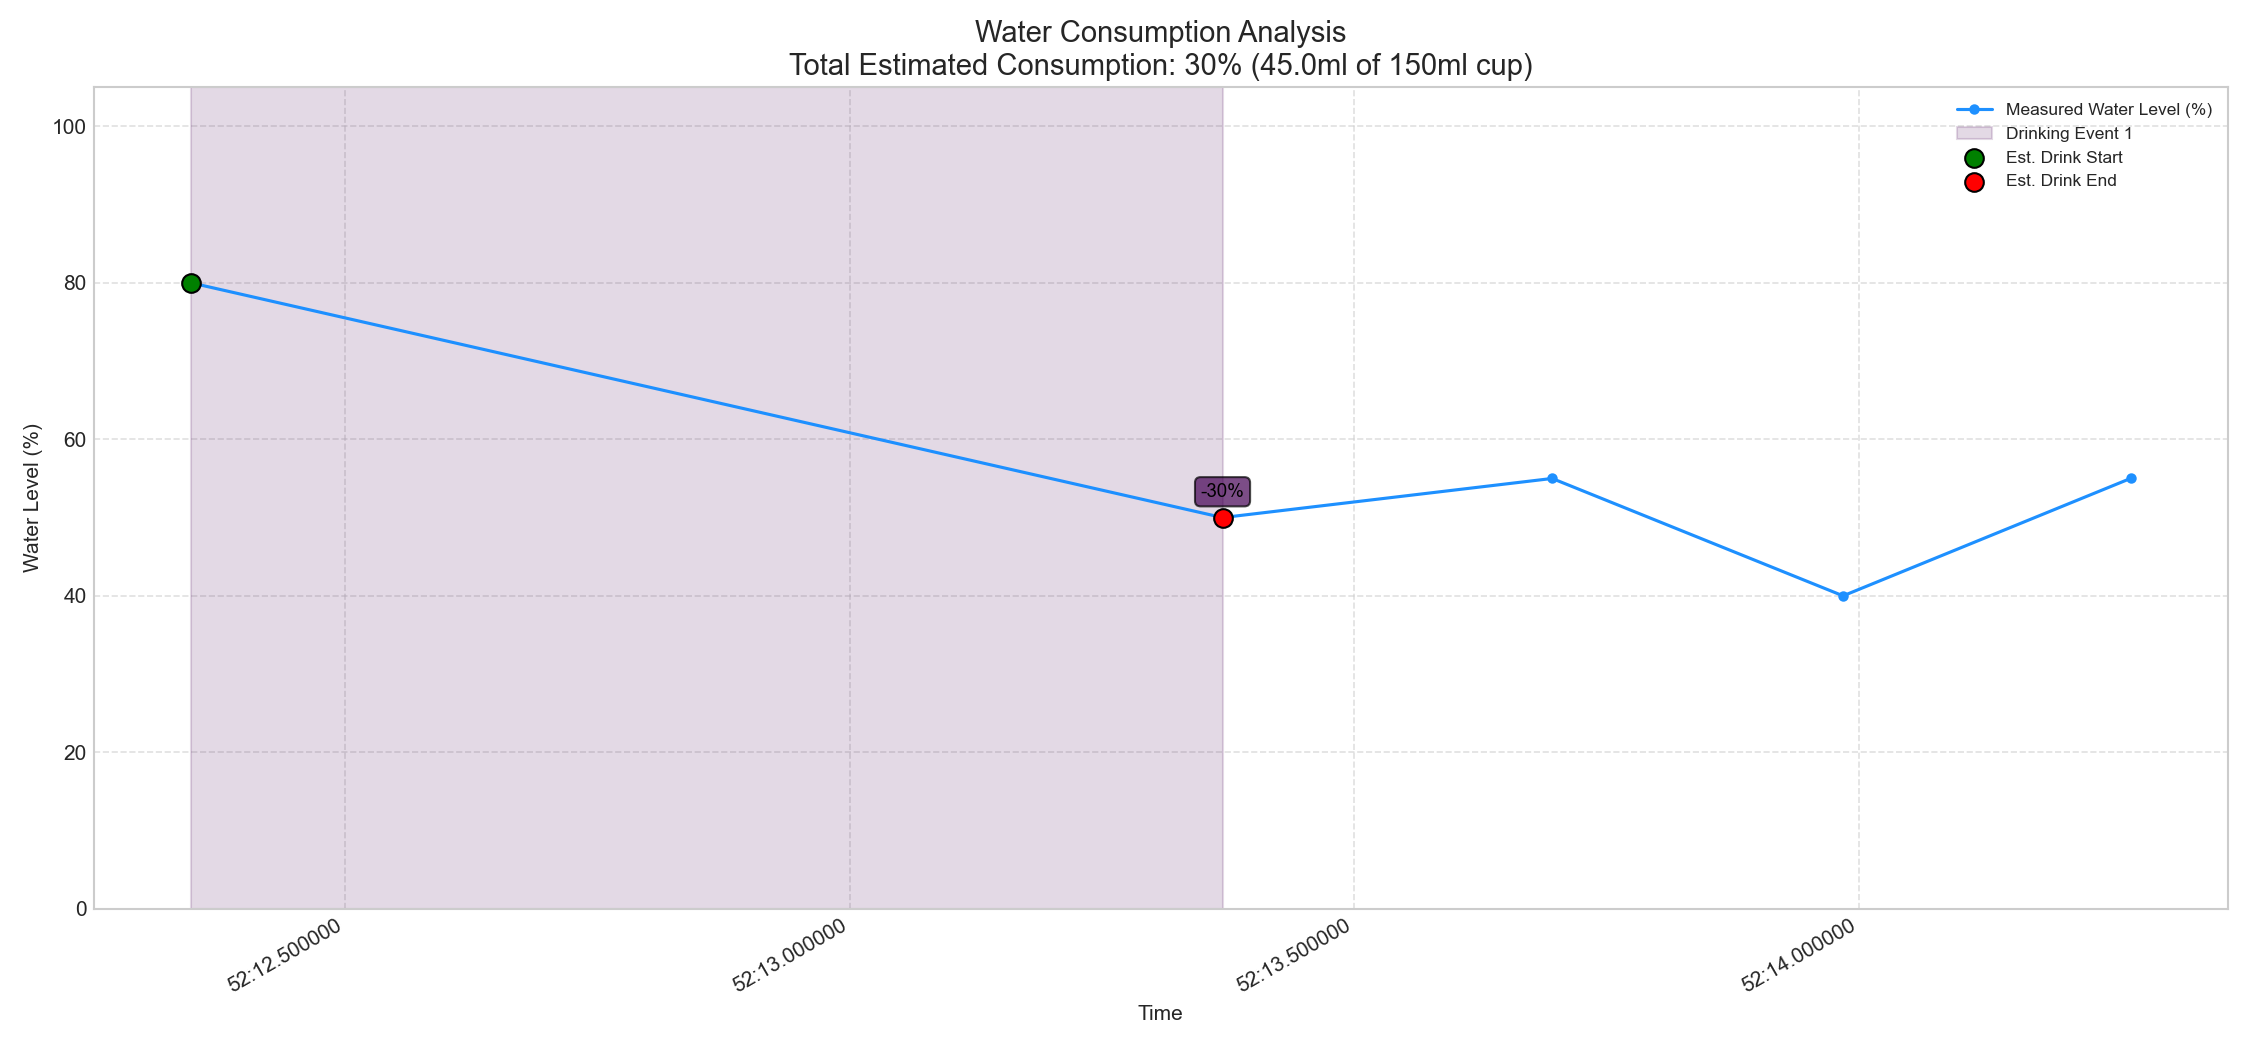 Water Consumption Analysis
Total Estimated Consumption: 30% (45.0ml of 150ml cup)
Measured Water Level (%)
Drinking Event 1
Est. Drink Start
Est. Drink End
100
80
60
40
20
0
Water Level (%)
-30%
52:12.500000
52:13.000000
52:13.500000
52:14.000000
Time